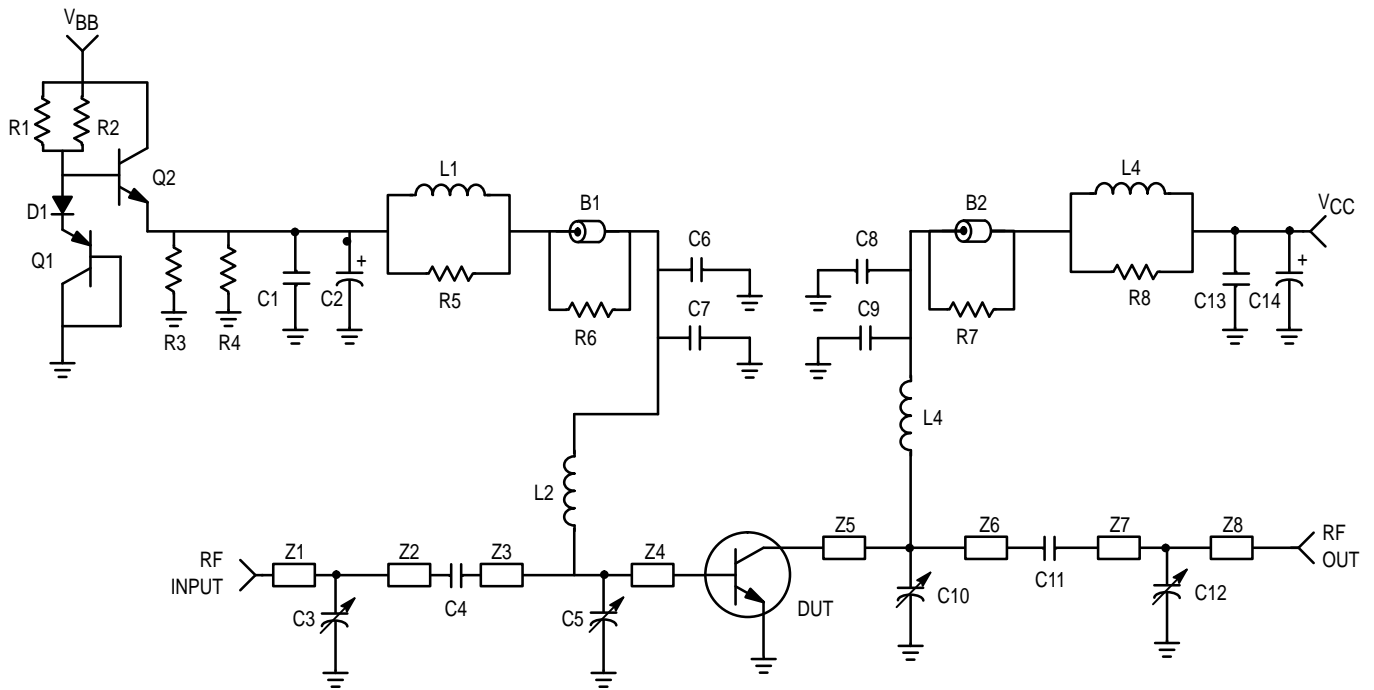 VBB
R1
R2
Q2
D1
Q1
R3
R4
C1
+
C2
L1
R5
B1
R6
C6
C7
C8
C9
B2
R7
L4
R8
VCC
C13
+
C14
L2
L4
RF
INPUT
Z1
C3
Z2
C4
Z3
C5
Z4
DUT
Z5
C10
Z6
C11
Z7
C12
Z8
RF
OUT